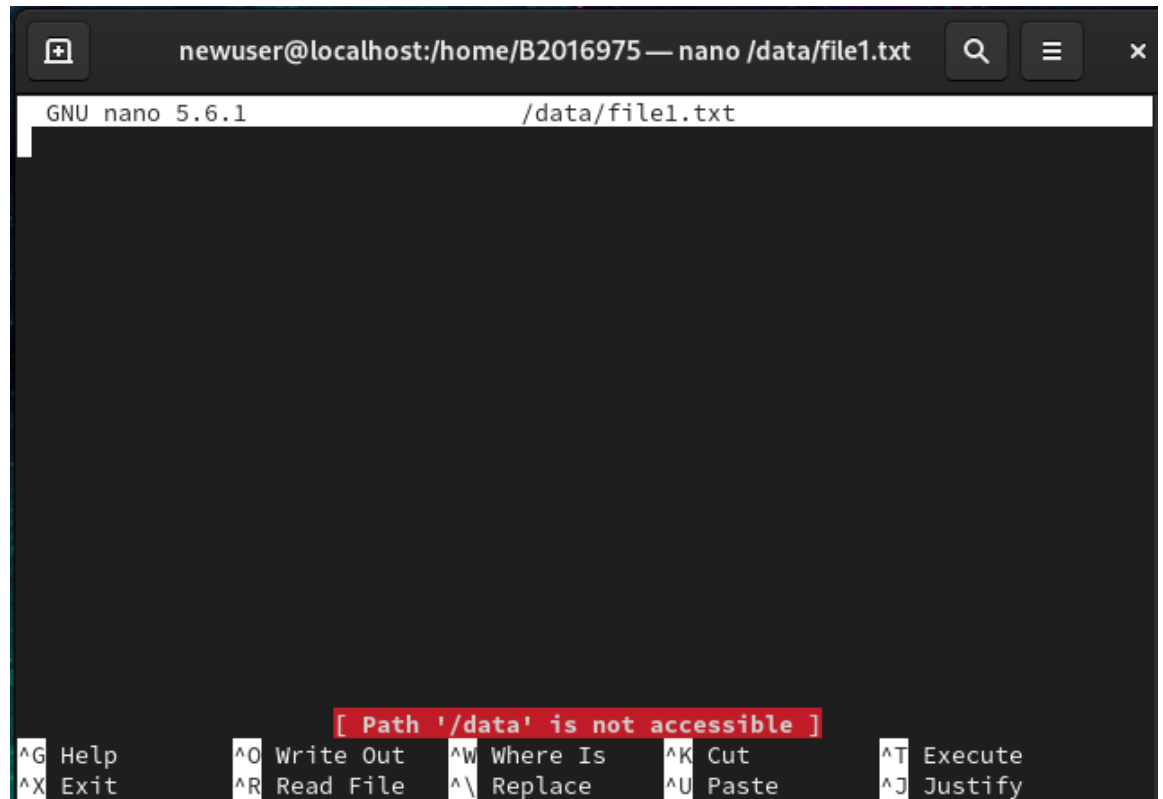 newuser@localhost:/home/B2016975 — nano /data/file1.txt
GNU nano 5.6.1 /data/file1.txt
[ Path '/data' is not accessible ]
^G Help ^O Write Out ^W Where Is ^K Cut ^T Execute
^X Exit ^R Read File ^\ Replace ^U Paste ^J Justify